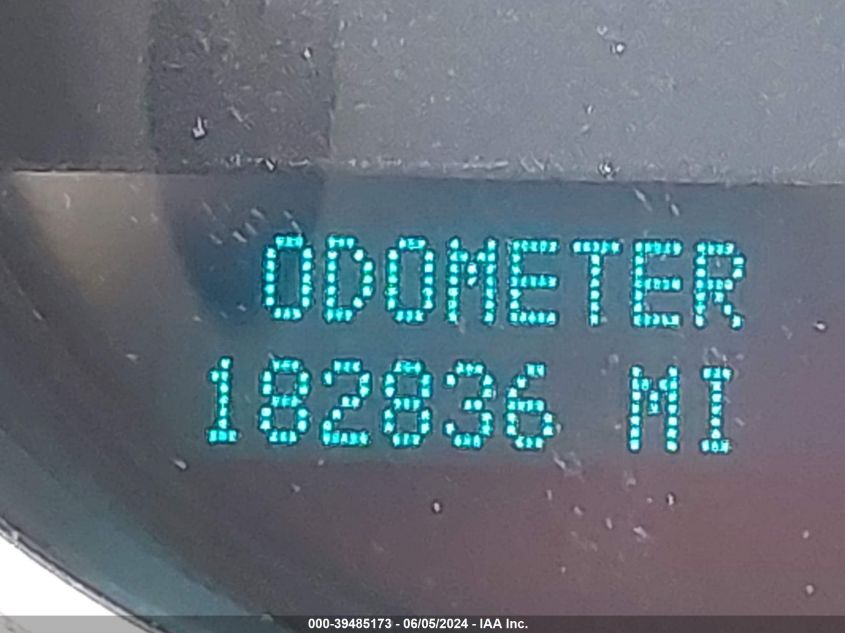 ODOMETER
182836 MI
000-39485173 - 06/05/2024 - IAA Inc.